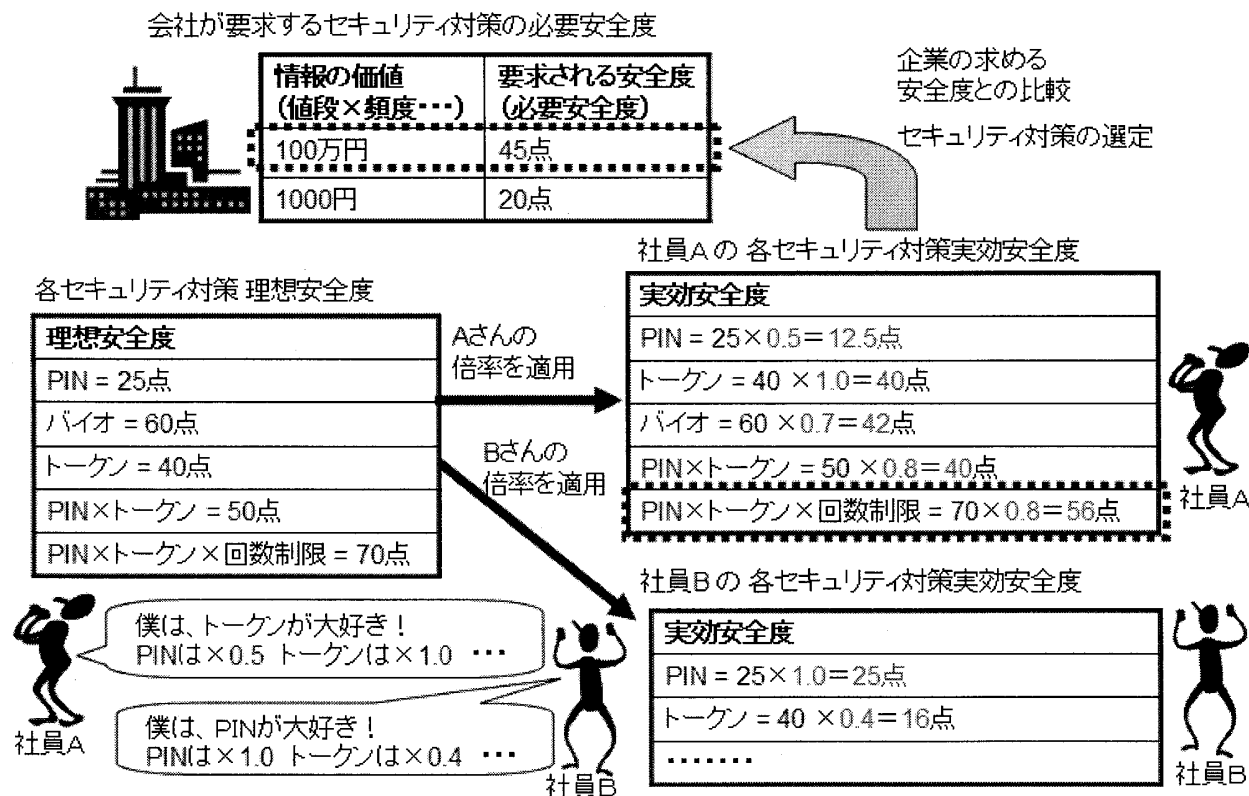 会社が要求するセキュリティ対策の必要安全度
情報の価値
(値段×頻度・・・)
要求される安全度
(必要安全度)
100万円
45点
1000円
20点
企業の求める
安全度との比較
セキュリティ対策の選定
各セキュリティ対策 理想安全度
理想安全度
PIN = 25点
バイオ = 60点
トークン = 40点
PIN×トークン = 50点
PIN×トークン×回数制限 = 70点
Aさんの
倍率を適用
Bさんの
倍率を適用
社員Aの 各セキュリティ対策実効安全度
実効安全度
PIN = 25×0.5=12.5点
トークン = 40 ×1.0=40点
バイオ = 60 ×0.7=42点
PIN×トークン = 50 ×0.8=40点
PIN×トークン×回数制限 = 70×0.8=56点
社員A
社員Bの 各セキュリティ対策実効安全度
実効安全度
PIN = 25×1.0=25点
トークン = 40 ×0.4=16点
・・・・・・・
社員B
僕は、トークンが大好き!
PINは×0.5 トークンは×1.0 ・・・
社員A
僕は、PINが大好き!
PINは×1.0 トークンは×0.4 ・・・
社員B